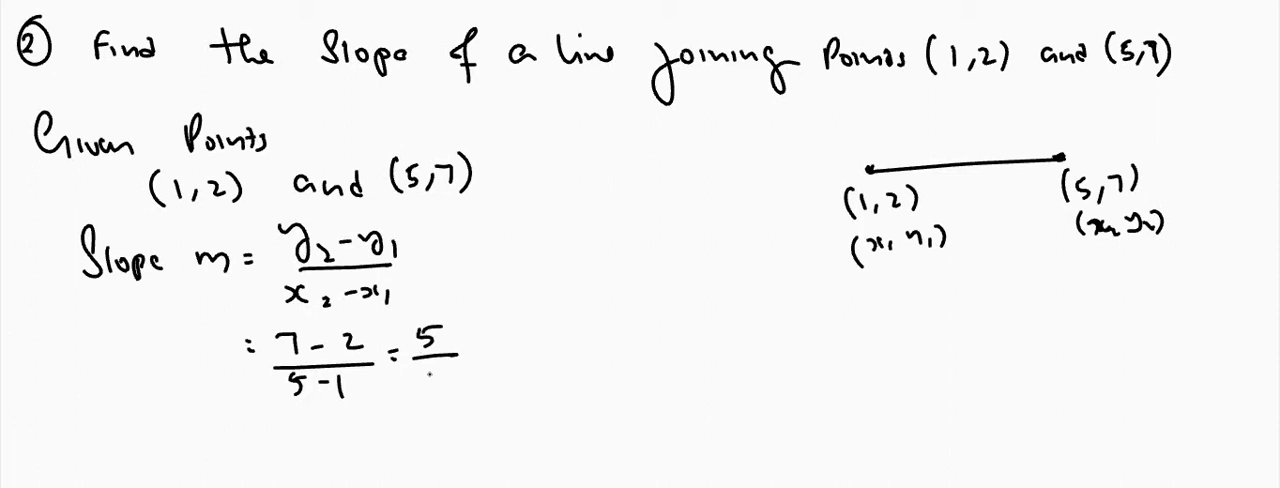 ② Find the Slope of a line joining Points (1,2) and (5,7)
Given Points
(1,2) and (5,7)
Slope m = y₂-y₁ / x₂-x₁
= 7-2 / 5-1 = 5 /
(1,2)
(x₁ y₁)
(5,7)
(x₂ y₂)